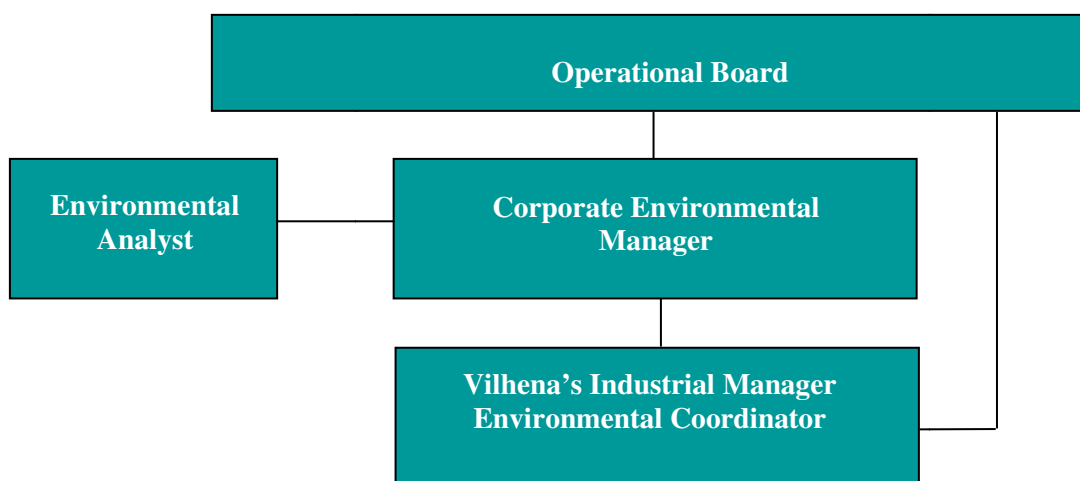 Operational Board
Environmental
Analyst
Corporate Environmental
Manager
Vilhena’s Industrial Manager
Environmental Coordinator